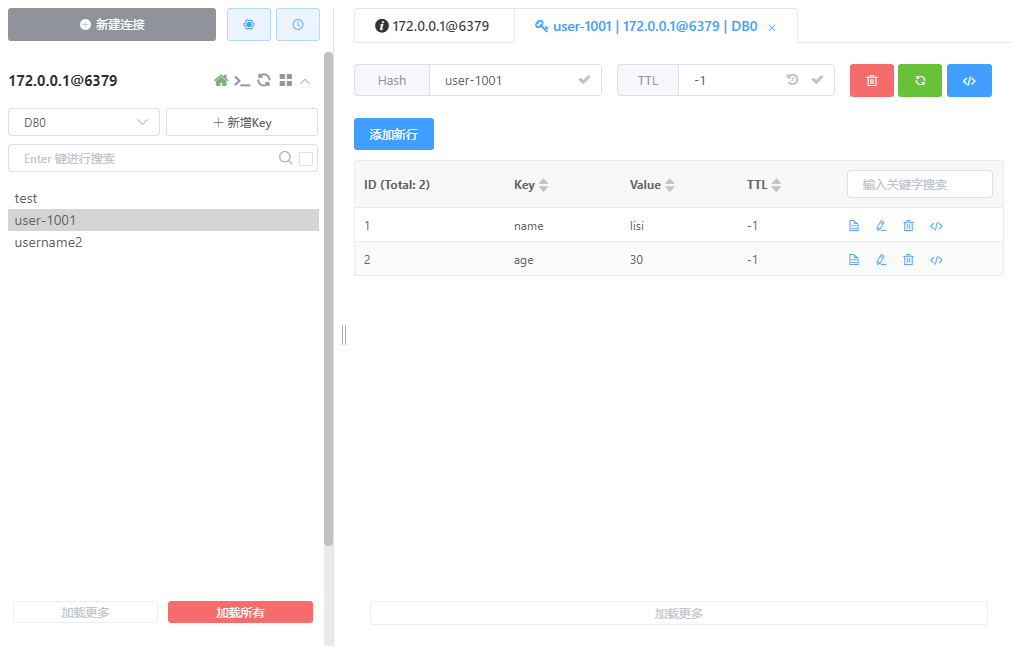 新建连接
172.0.0.1@6379
DB0
新增Key
Enter 键进行搜索
test
user-1001
username2
加载更多
加载所有
172.0.0.1@6379
user-1001 | 172.0.0.1@6379 | DB0
Hash user-1001 TTL -1
添加新行
ID (Total: 2) Key Value TTL 输入关键字搜索
1 name lisi -1
2 age 30 -1
加载更多